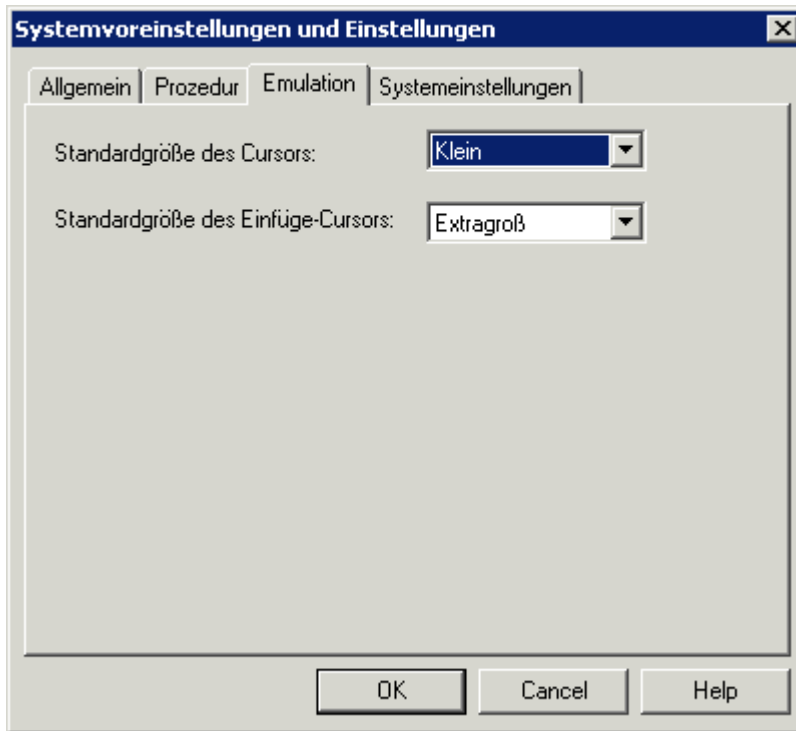 Systemvoreinstellungen und Einstellungen
Allgemein Prozedur Emulation Systemeinstellungen
Standardgröße des Cursors: Klein
Standardgröße des Einfüge-Cursors: Extragroß
OK Cancel Help